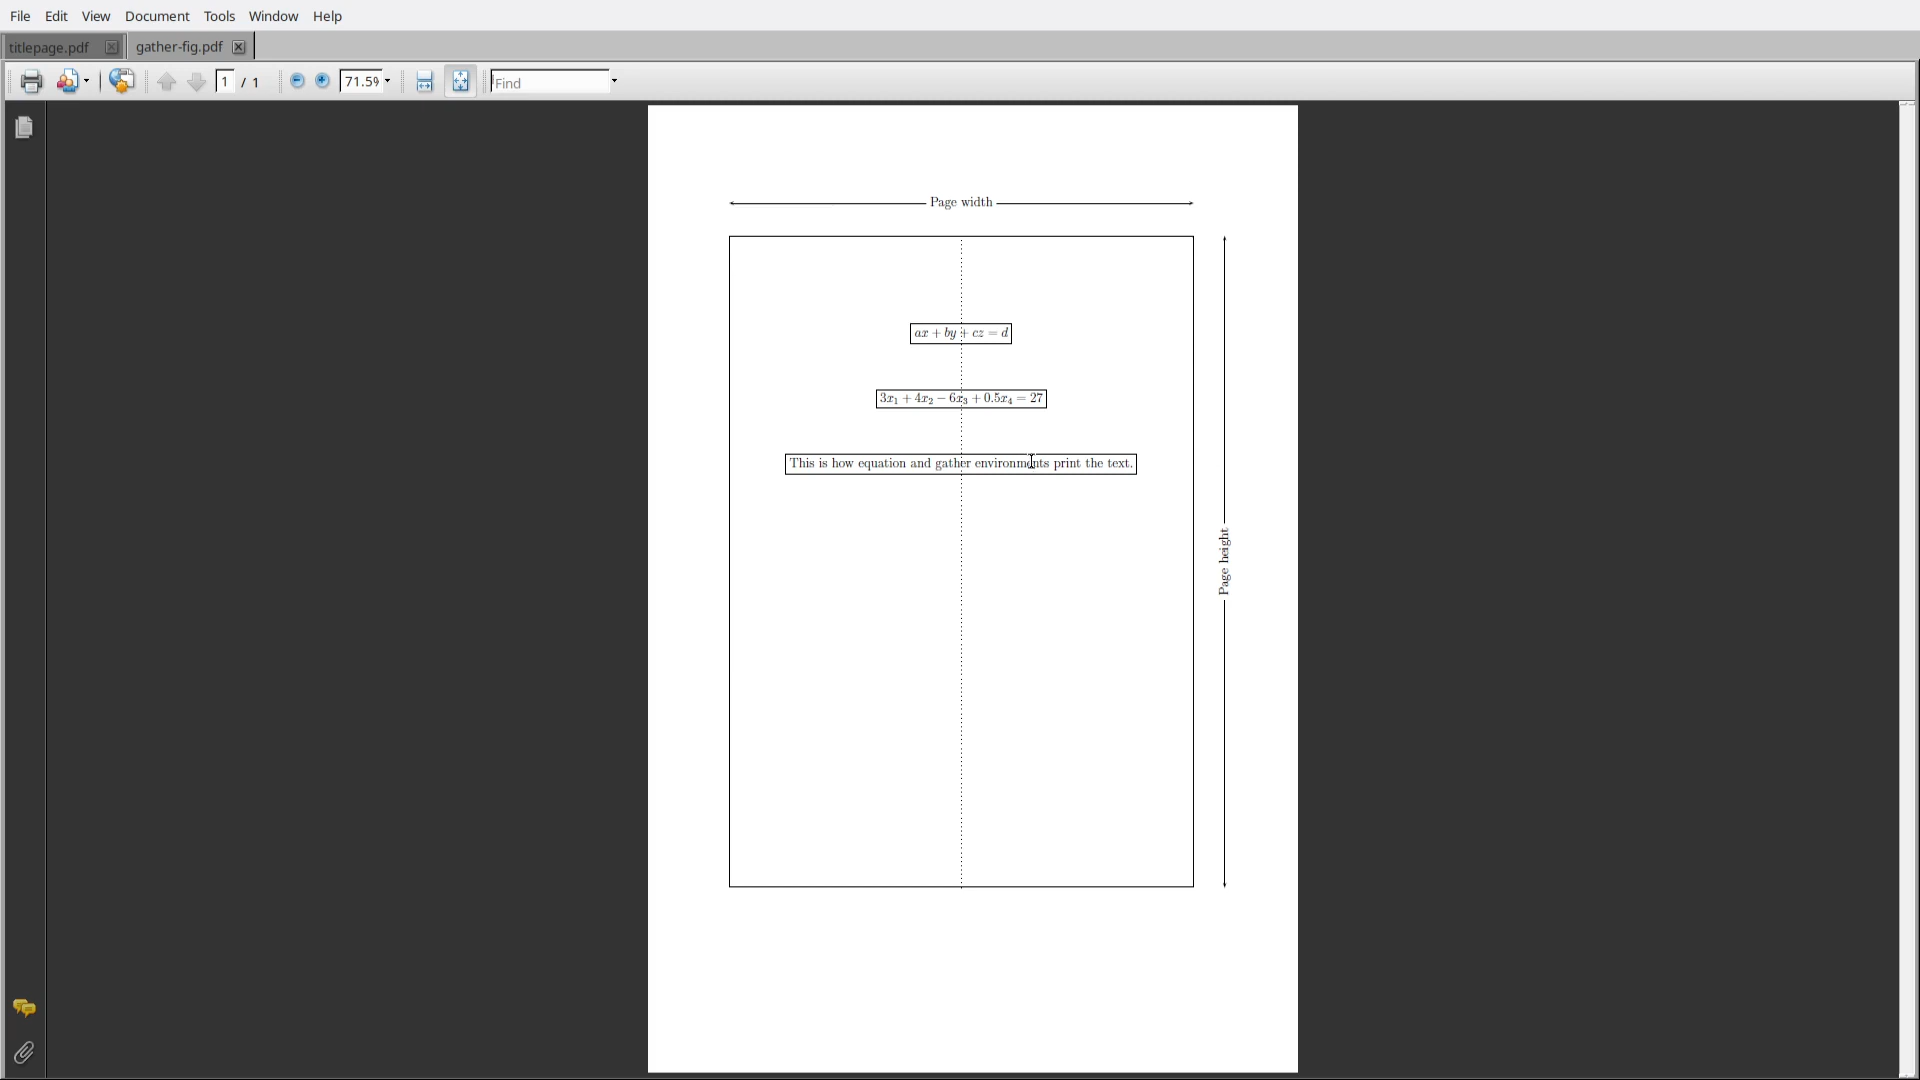 File Edit View Document Tools Window Help
titlepage.pdf gather-fig.pdf
1 / 1 71.5% Find
Page width
ax + by + cz = d
3x₁ + 4x₂ − 6x₃ + 0.5x₄ = 27
This is how equation and gather environments print the text.
Page height